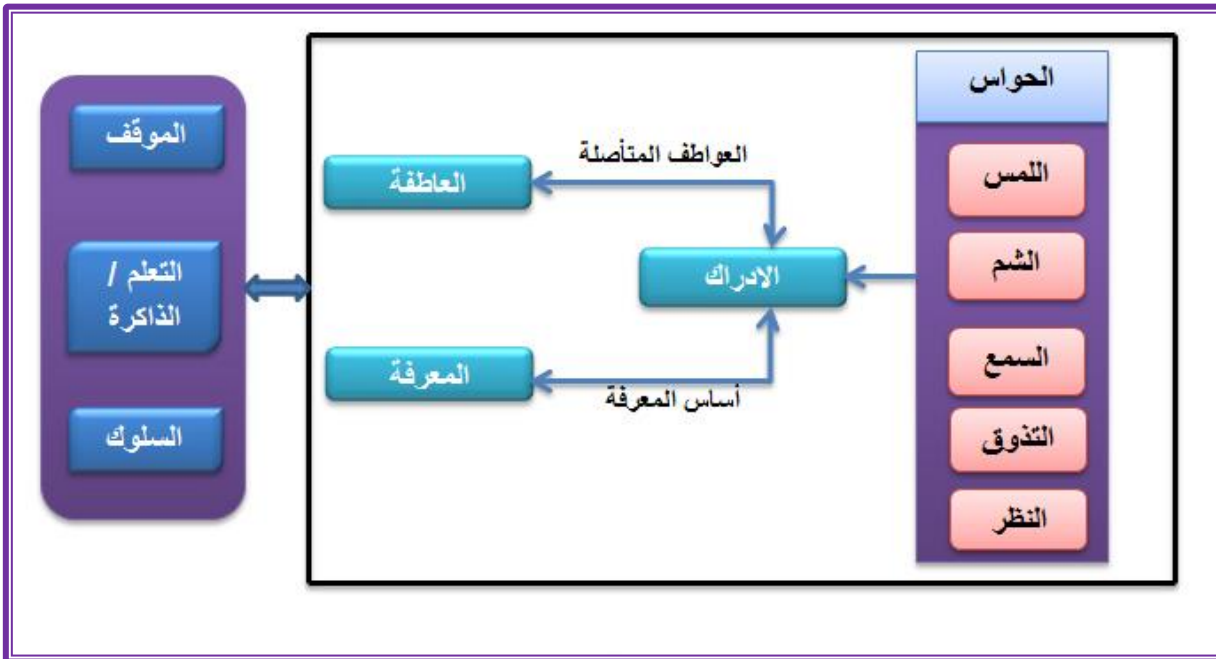 الحواس
اللمس
الشم
السمع
التذوق
النظر
الادراك
العواطف المتأصلة
العاطفة
أساس المعرفة
المعرفة
الموقف
التعلم /
الذاكرة
السلوك